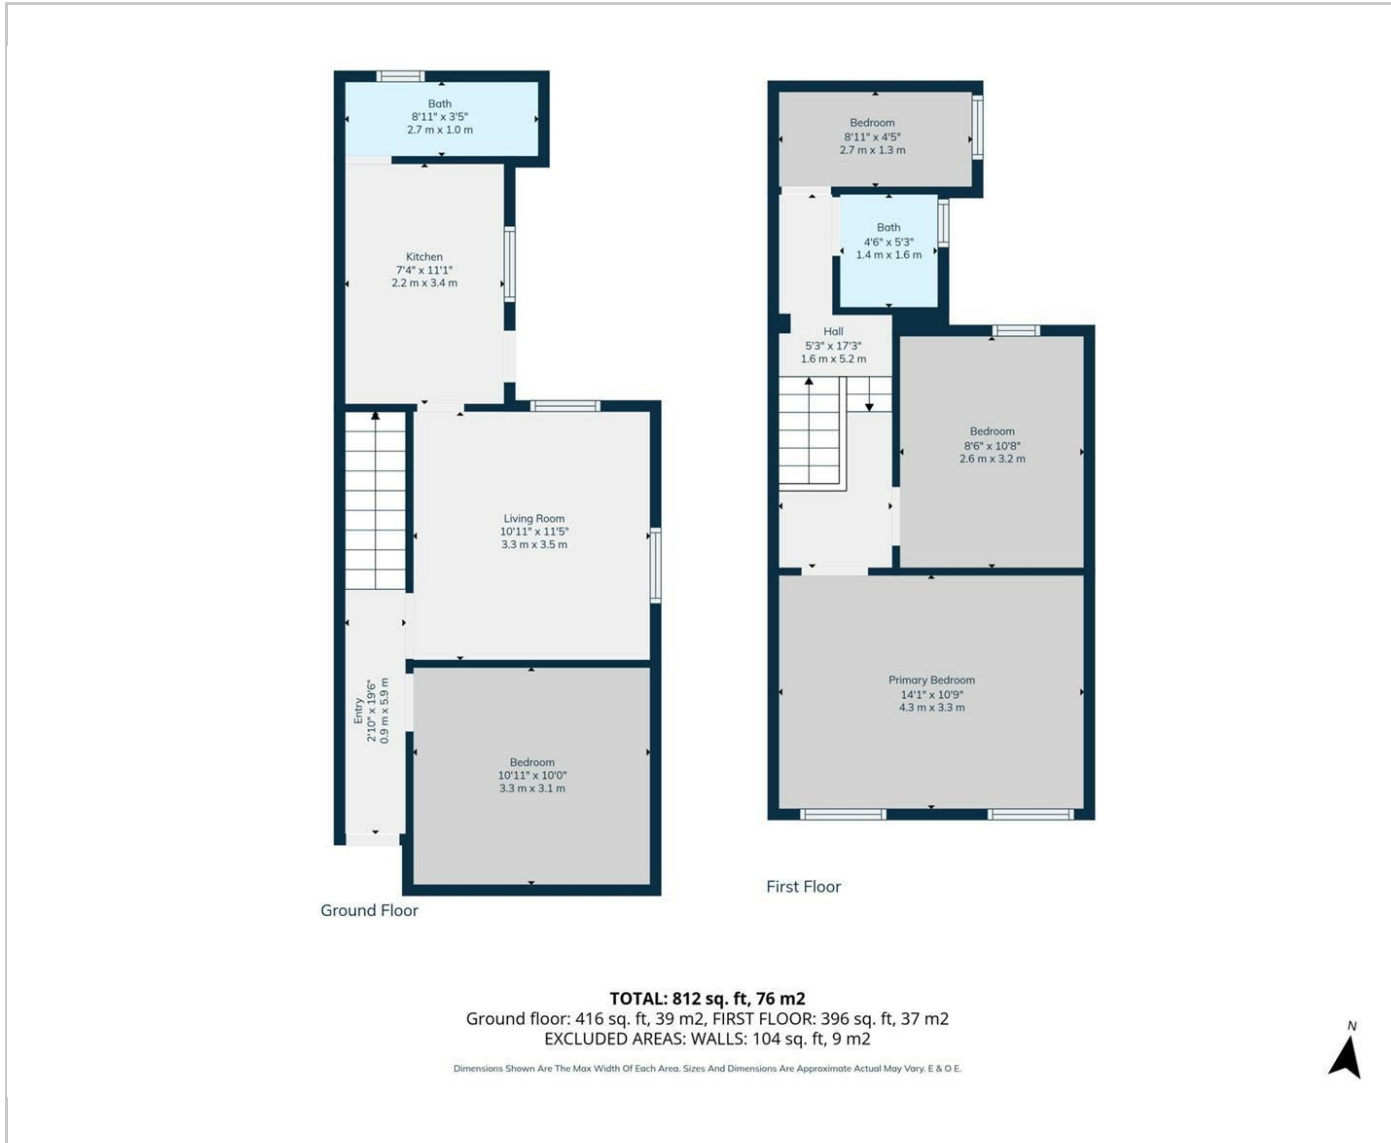 Bath
8'11" x 3'5"
2.7 m x 1.0 m
Kitchen
7'4" x 11'1"
2.2 m x 3.4 m
Living Room
10'11" x 11'5"
3.3 m x 3.5 m
Entry
2'10" x 19'6"
0.9 m x 5.9 m
Bedroom
10'11" x 10'0"
3.3 m x 3.1 m
Ground Floor
Bedroom
8'11" x 4'5"
2.7 m x 1.3 m
Bath
4'6" x 5'3"
1.4 m x 1.6 m
Hall
5'3" x 17'3"
1.6 m x 5.2 m
Bedroom
8'6" x 10'8"
2.6 m x 3.2 m
Primary Bedroom
14'1" x 10'9"
4.3 m x 3.3 m
First Floor
TOTAL: 812 sq. ft, 76 m2
Ground floor: 416 sq. ft, 39 m2, FIRST FLOOR: 396 sq. ft, 37 m2
EXCLUDED AREAS: WALLS: 104 sq. ft, 9 m2
Dimensions Shown Are The Max Width Of Each Area. Sizes And Dimensions Are Approximate Actual May Vary. E & O E.
N